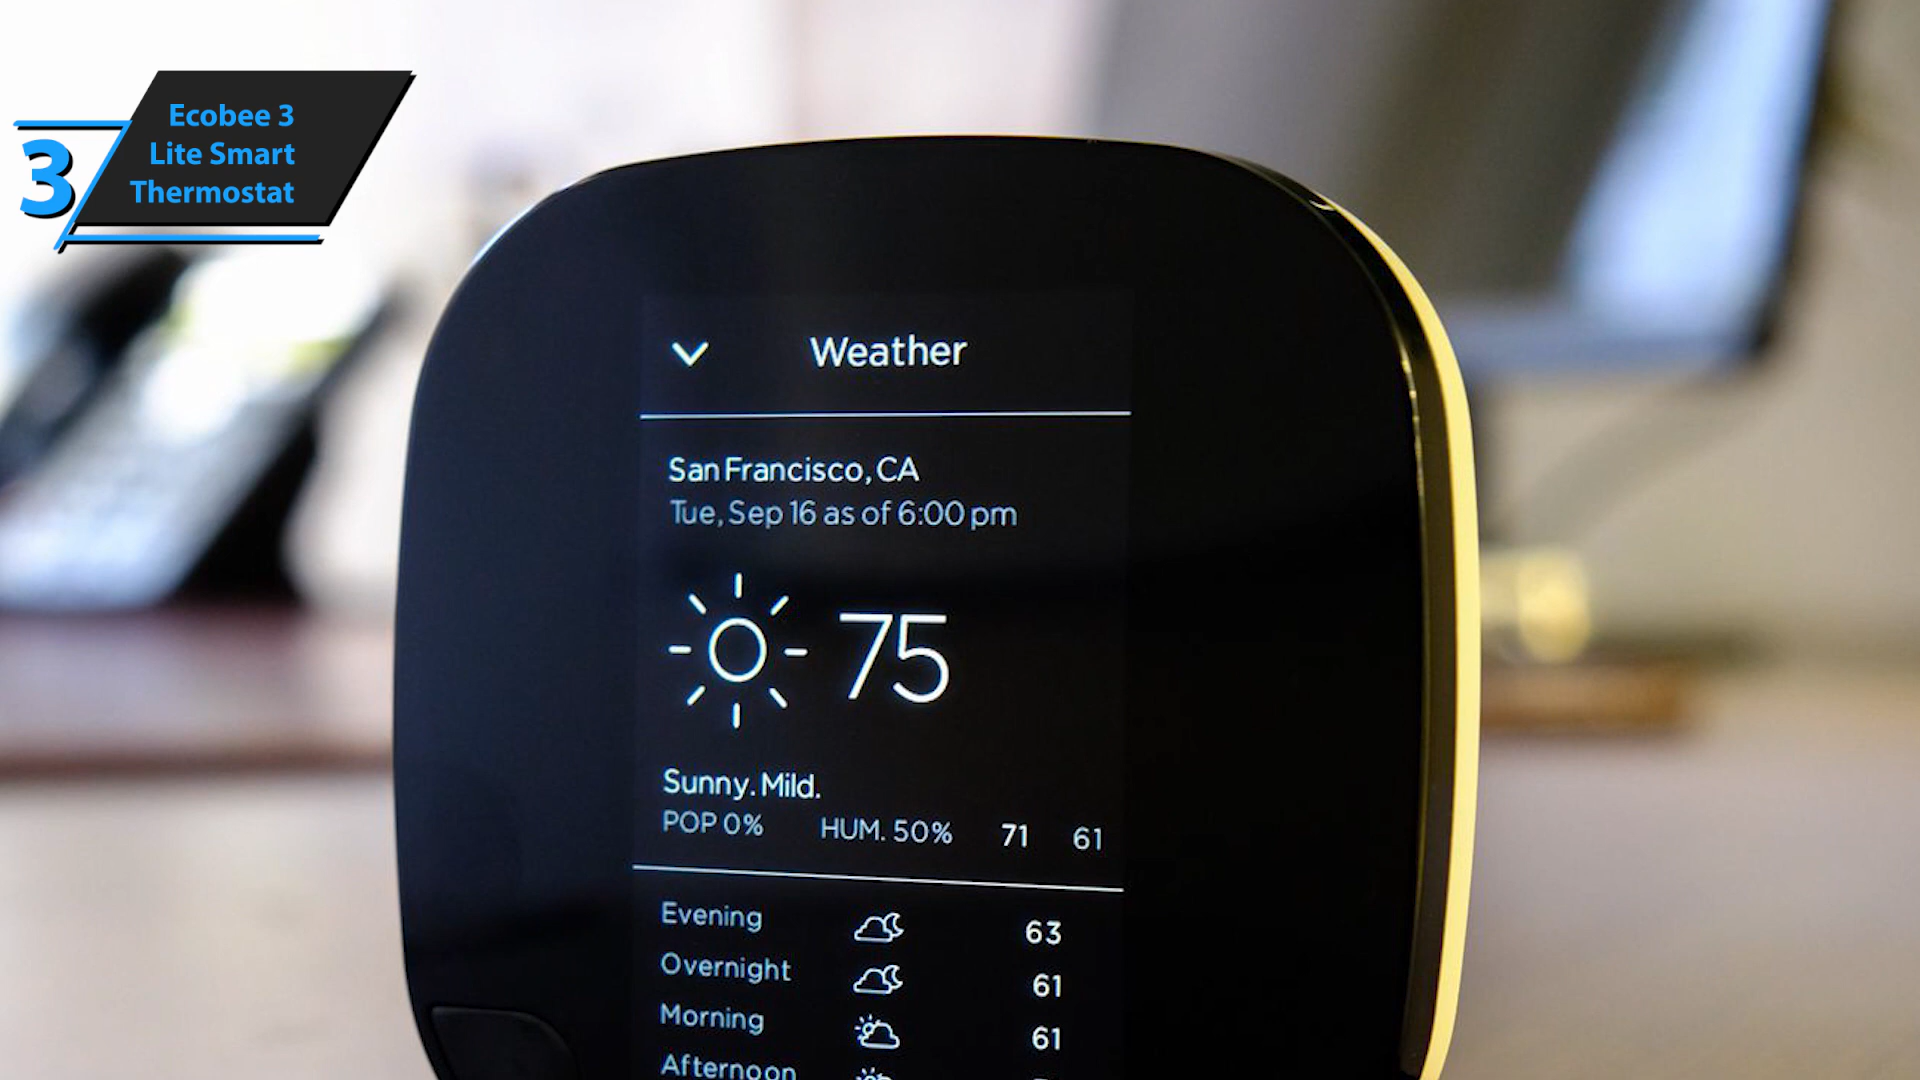 3
Ecobee 3
Lite Smart
Thermostat
Weather
San Francisco, CA
Tue, Sep 16 as of 6:00 pm
75
Sunny. Mild.
POP 0% HUM. 50% 71 61
Evening 63
Overnight 61
Morning 61
Afternoon